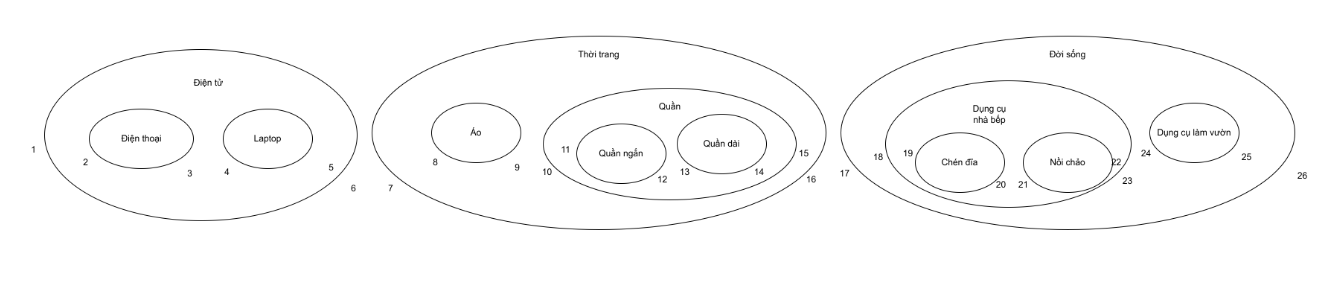 Điện tử
Điện thoại
Laptop
1
2
3
4
5
6
Thời trang
Áo
Quần
Quần ngắn
Quần dài
7
8
9
10
11
12
13
14
15
16
Đời sống
Dụng cụ
nhà bếp
Chén đĩa
Nồi chảo
Dụng cụ làm vườn
17
18
19
20
21
22
23
24
25
26